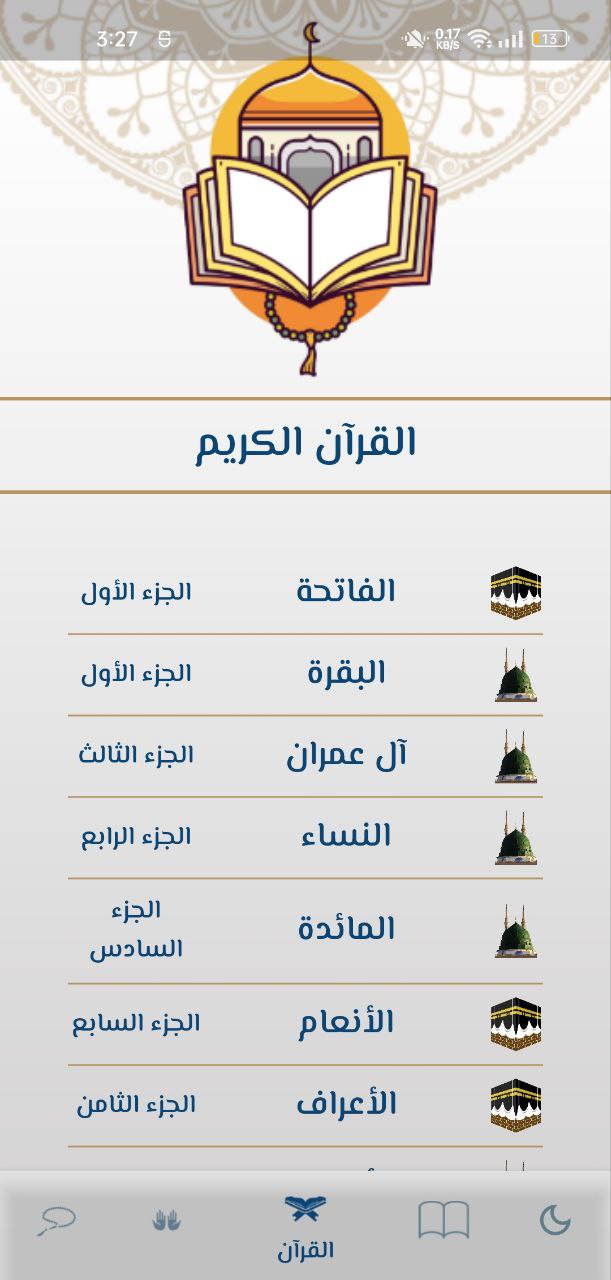 3:27
0.17
KB/S
13
القرآن الكريم
الفاتحة
الجزء الأول
البقرة
الجزء الأول
آل عمران
الجزء الثالث
النساء
الجزء الرابع
المائدة
الجزء
السادس
الأنعام
الجزء السابع
الأعراف
الجزء الثامن
القرآن